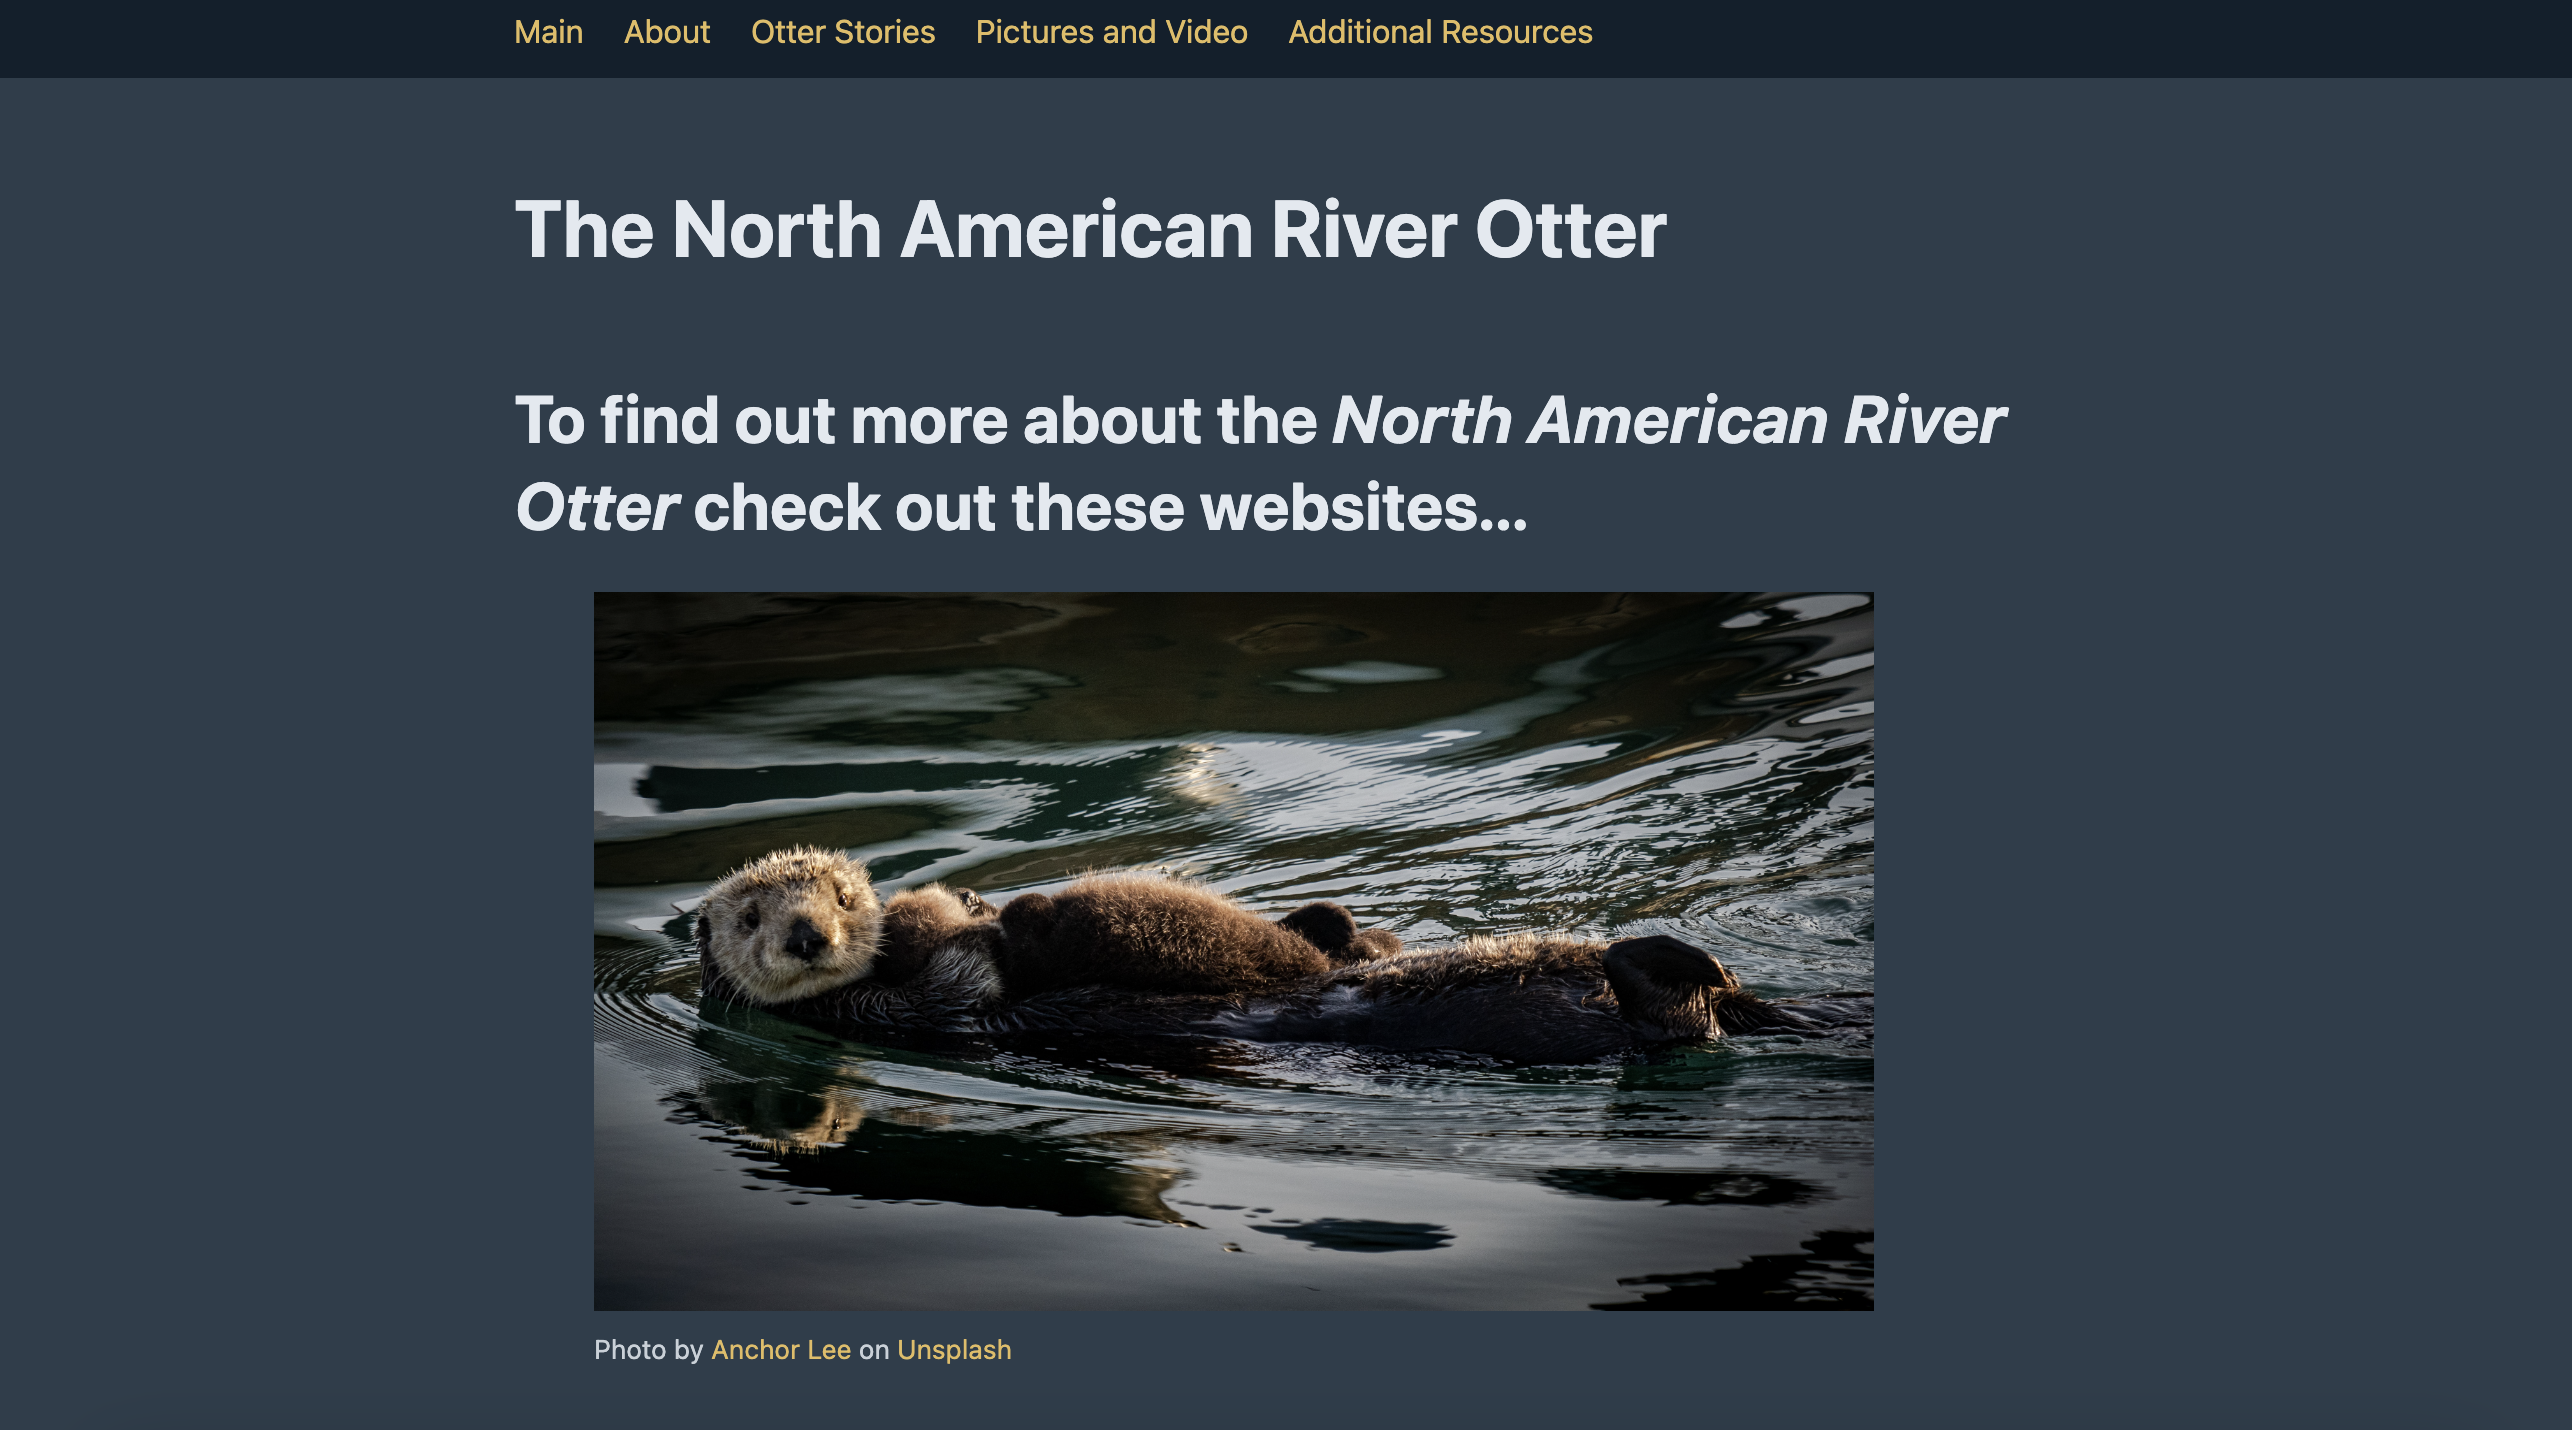 Main About Otter Stories Pictures and Video Additional Resources
The North American River Otter
To find out more about the North American River
Otter check out these websites...
Photo by Anchor Lee on Unsplash